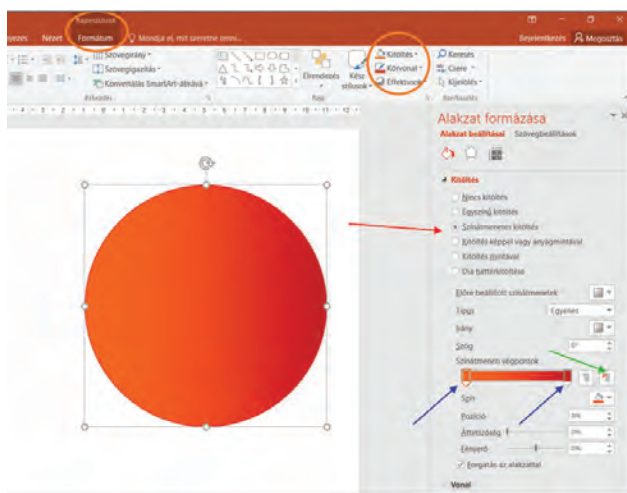 Rajzeszközök
nyezés Nézet Formátum Mondja el, mit szeretne tenni...
Bejelentkezés Megosztás
Szövegirány
Szövegigazítás
Konvertálás SmartArt-ábrává
Bekezdés
Elrendezés
Kész stílusok
Rajz
Kitöltés
Körvonal
Effektusok
Keresés
Csere
Kijelölés
Szerkesztés
Alakzat formázása
Alakzat beállításai Szövegbeállítások
Kitöltés
Nincs kitöltés
Egyszínű kitöltés
Színátmenetes kitöltés
Kitöltés képpel vagy anyagmintával
Kitöltés mintával
Dia háttérkitöltése
Előre beállított színátmenetek
Típus Egyenes
Irány
Szög 0°
Színátmenetes végpontok
Szín
Pozíció 0%
Áttetszőség 0%
Fényerő 0%
Forgatás az alakzattal
Vonal